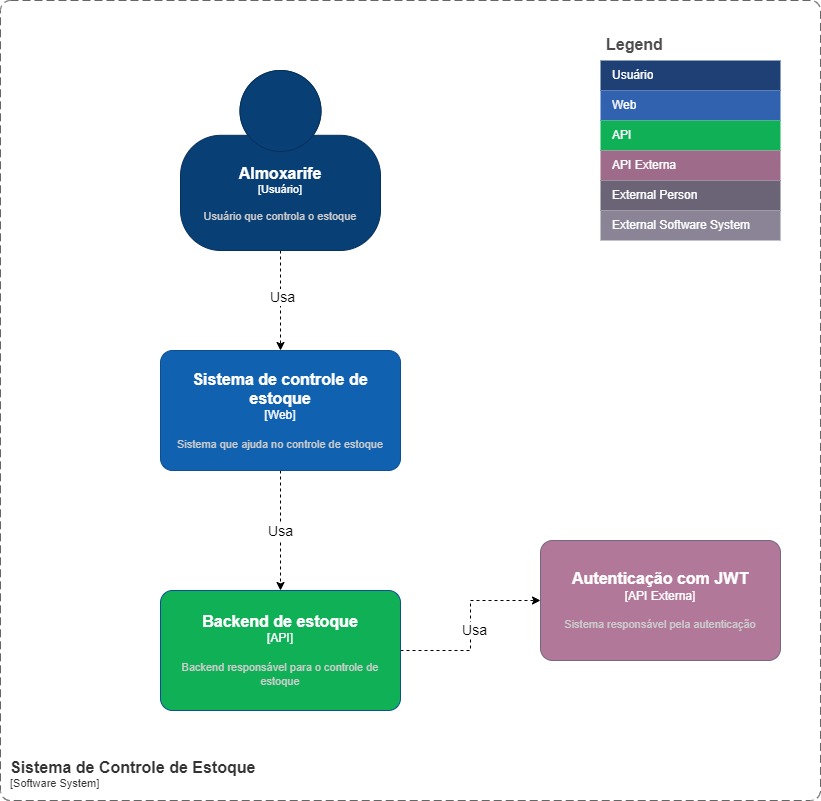 Legend
Usuário
Web
API
API Externa
External Person
External Software System
Almoxarife
[Usuário]
Usuário que controla o estoque
Usa
Sistema de controle de
estoque
[Web]
Sistema que ajuda no controle de estoque
Usa
Backend de estoque
[API]
Backend responsável para o controle de
estoque
Usa
Autenticação com JWT
[API Externa]
Sistema responsável pela autenticação
Sistema de Controle de Estoque
[Software System]